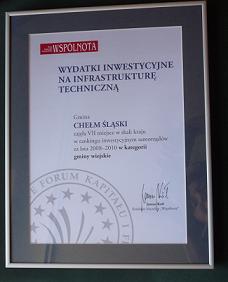 WSPÓLNOTA
WYDATKI INWESTYCYJNE
NA INFRASTRUKTURĘ
TECHNICZNĄ
Gmina
CHEŁM ŚLĄSKI
zajęła VII miejsce w skali kraju
w rankingu inwestycyjnym samorządów
za lata 2008–2010 w kategorii
gminy wiejskie
E FORUM KAPITAŁU I F